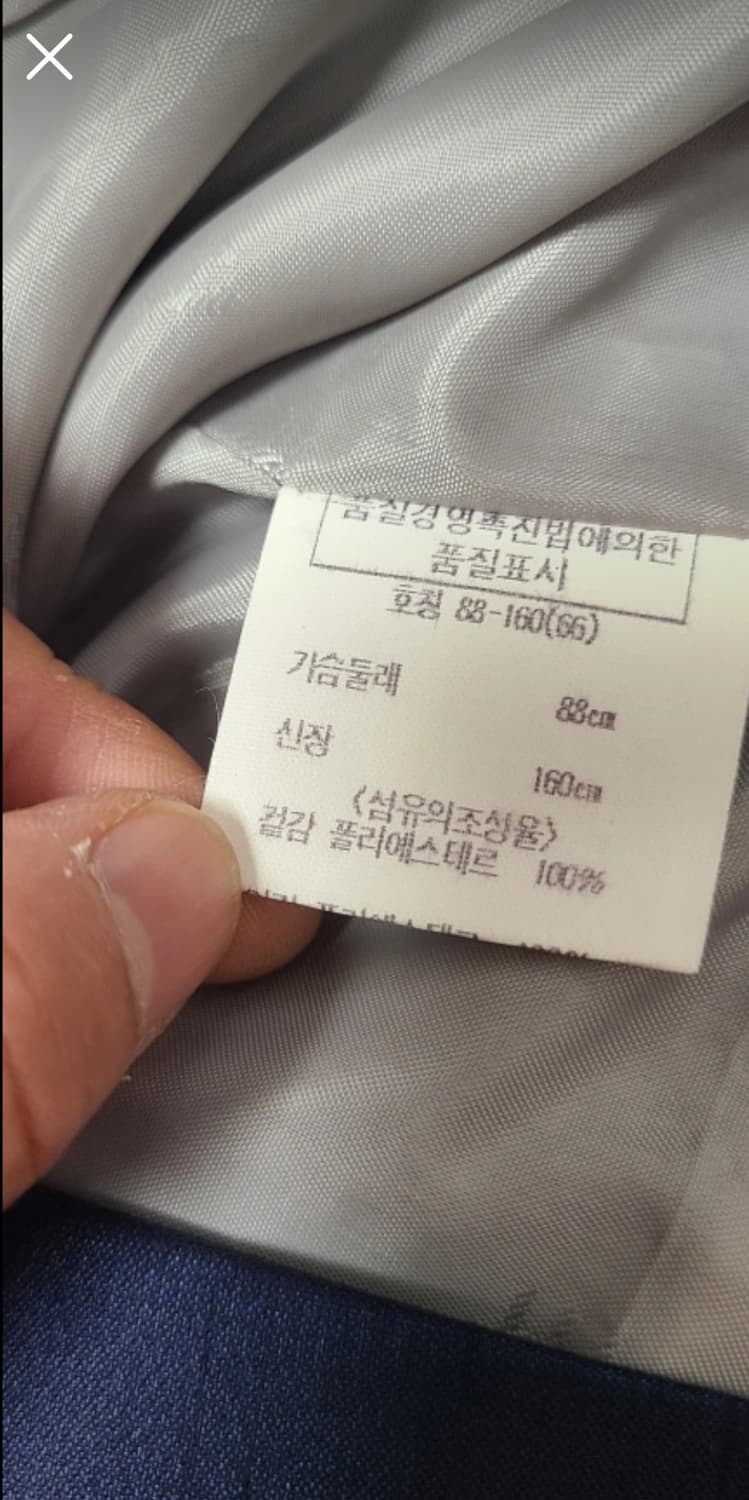 품질경영촉진법에의한
품질표시
호칭 88-160(66)
가슴둘레 88cm
신장 160cm
<섬유의조성율>
겉감 폴리에스테르 100%